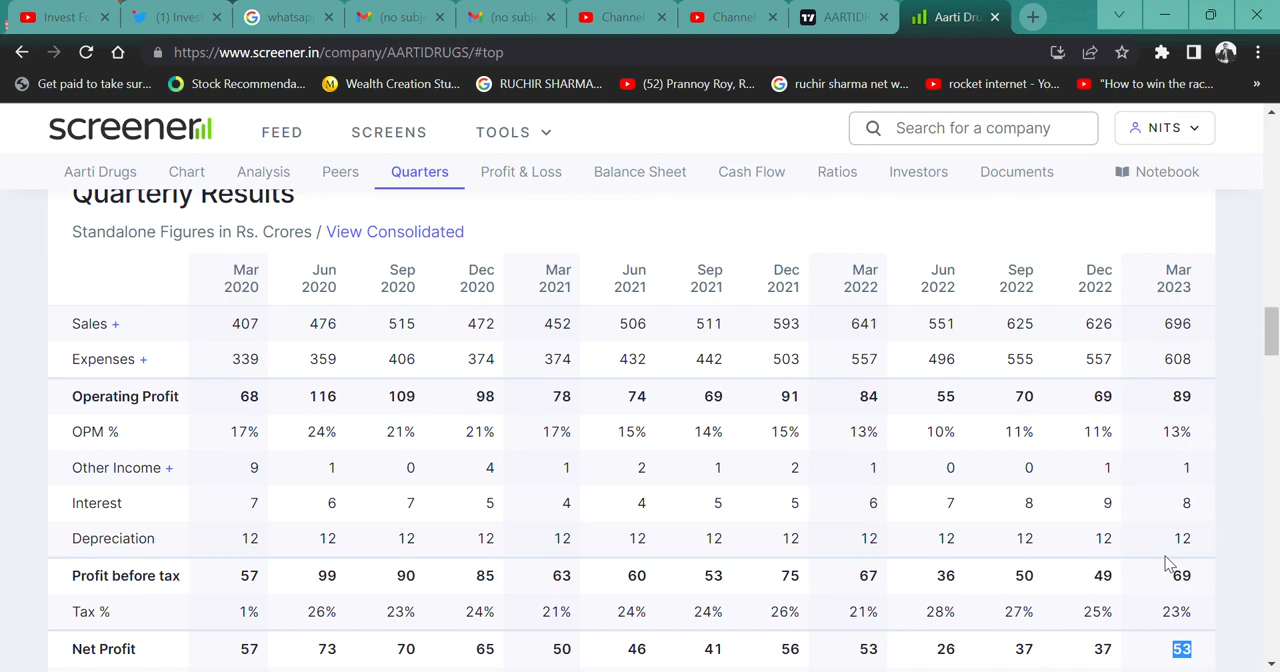 Invest Fo
(1) Invest
whatsapp
(no subje
(no subje
Channel
Channel
AARTIDR
Aarti Dru
https://www.screener.in/company/AARTIDRUGS/#top
Get paid to take sur...
Stock Recommenda...
Wealth Creation Stu...
RUCHIR SHARMA...
(52) Prannoy Roy, R...
ruchir sharma net w...
rocket internet - Yo...
"How to win the rac...
»
screener
FEED
SCREENS
TOOLS
Search for a company
NITS
Aarti Drugs Chart Analysis Peers Quarters Profit & Loss Balance Sheet Cash Flow Ratios Investors Documents Notebook
Quarterly Results
Standalone Figures in Rs. Crores / View Consolidated
Mar 2020 Jun 2020 Sep 2020 Dec 2020 Mar 2021 Jun 2021 Sep 2021 Dec 2021 Mar 2022 Jun 2022 Sep 2022 Dec 2022 Mar 2023
Sales + 407 476 515 472 452 506 511 593 641 551 625 626 696
Expenses + 339 359 406 374 374 432 442 503 557 496 555 557 608
Operating Profit 68 116 109 98 78 74 69 91 84 55 70 69 89
OPM % 17% 24% 21% 21% 17% 15% 14% 15% 13% 10% 11% 11% 13%
Other Income + 9 1 0 4 1 2 1 2 1 0 0 1 1
Interest 7 6 7 5 4 4 5 5 6 7 8 9 8
Depreciation 12 12 12 12 12 12 12 12 12 12 12 12 12
Profit before tax 57 99 90 85 63 60 53 75 67 36 50 49 69
Tax % 1% 26% 23% 24% 21% 24% 24% 26% 21% 28% 27% 25% 23%
Net Profit 57 73 70 65 50 46 41 56 53 26 37 37 53